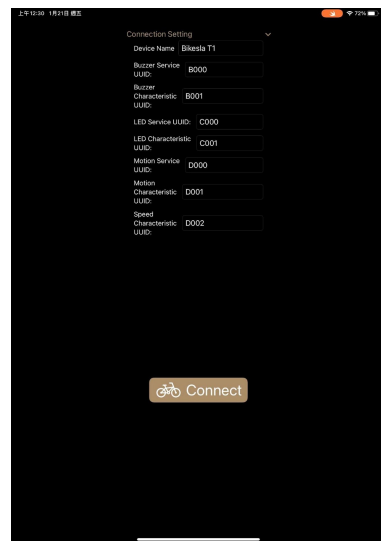 上午12:30 1月21日 週五
72%
Connection Setting
Device Name Bikesla T1
Buzzer Service
UUID: B000
Buzzer
Characteristic B001
UUID:
LED Service UUID: C000
LED Characteristic
UUID: C001
Motion Service
UUID: D000
Motion
Characteristic D001
UUID:
Speed
Characteristic D002
UUID:
Connect